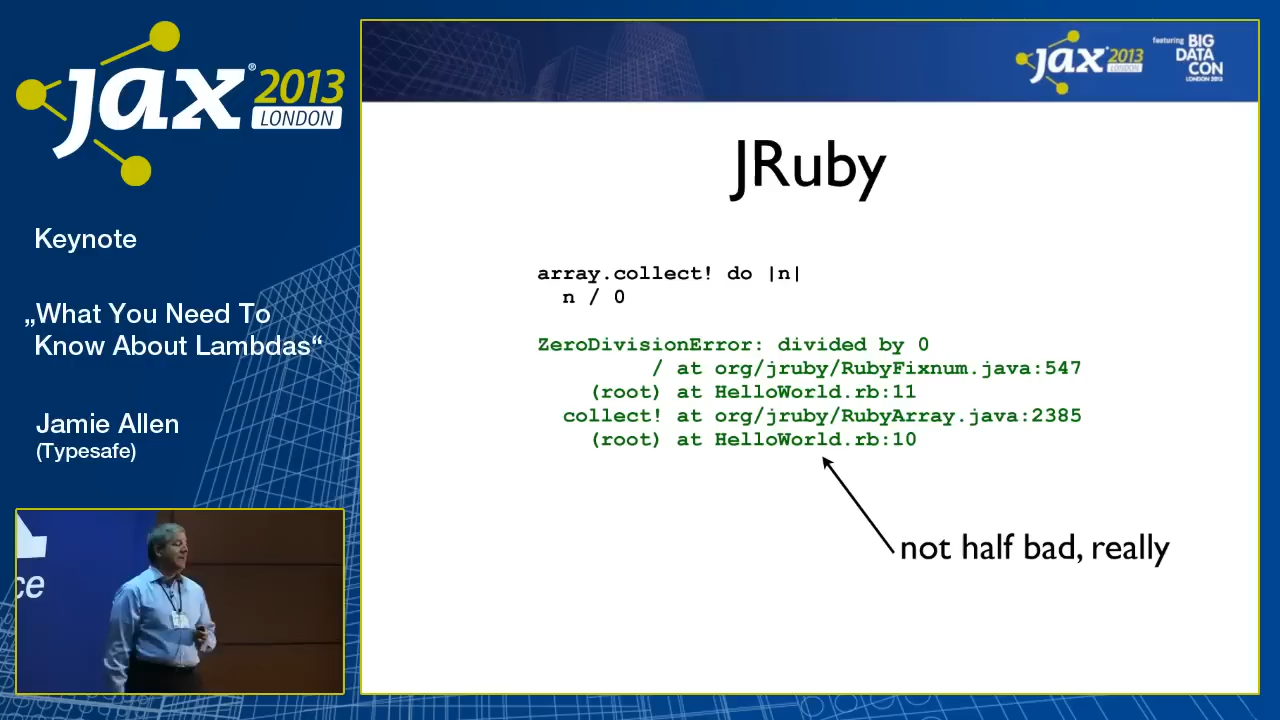 jax® 2013
LONDON
Keynote
„What You Need To
Know About Lambdas“
Jamie Allen
(Typesafe)
ce
jax 2013
LONDON
featuring BIG
DATA
CON
LONDON 2013
JRuby
array.collect! do |n|
n / 0
ZeroDivisionError: divided by 0
/ at org/jruby/RubyFixnum.java:547
(root) at HelloWorld.rb:11
collect! at org/jruby/RubyArray.java:2385
(root) at HelloWorld.rb:10
not half bad, really